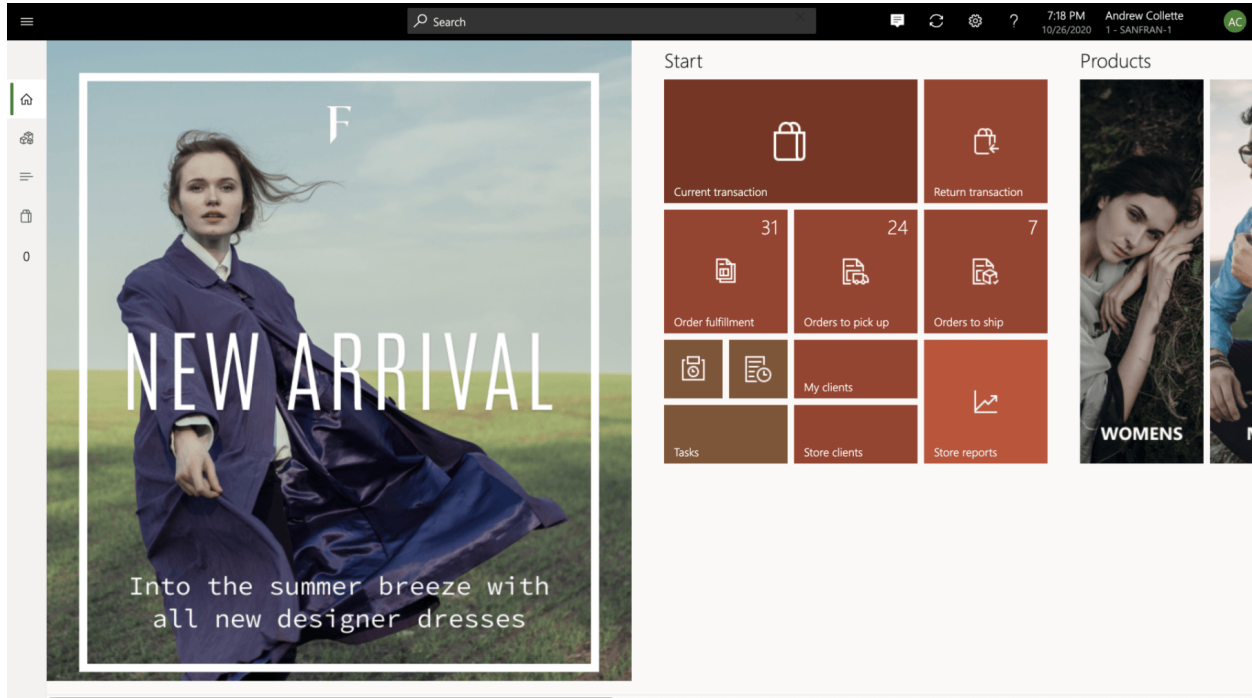 Search
7:18 PM
10/26/2020
Andrew Collette
1 - SANFRAN-1
AC
0
F
NEW ARRIVAL
Into the summer breeze with
all new designer dresses
Start
Current transaction
Return transaction
31
Order fulfillment
24
Orders to pick up
7
Orders to ship
My clients
Tasks
Store clients
Store reports
Products
WOMENS